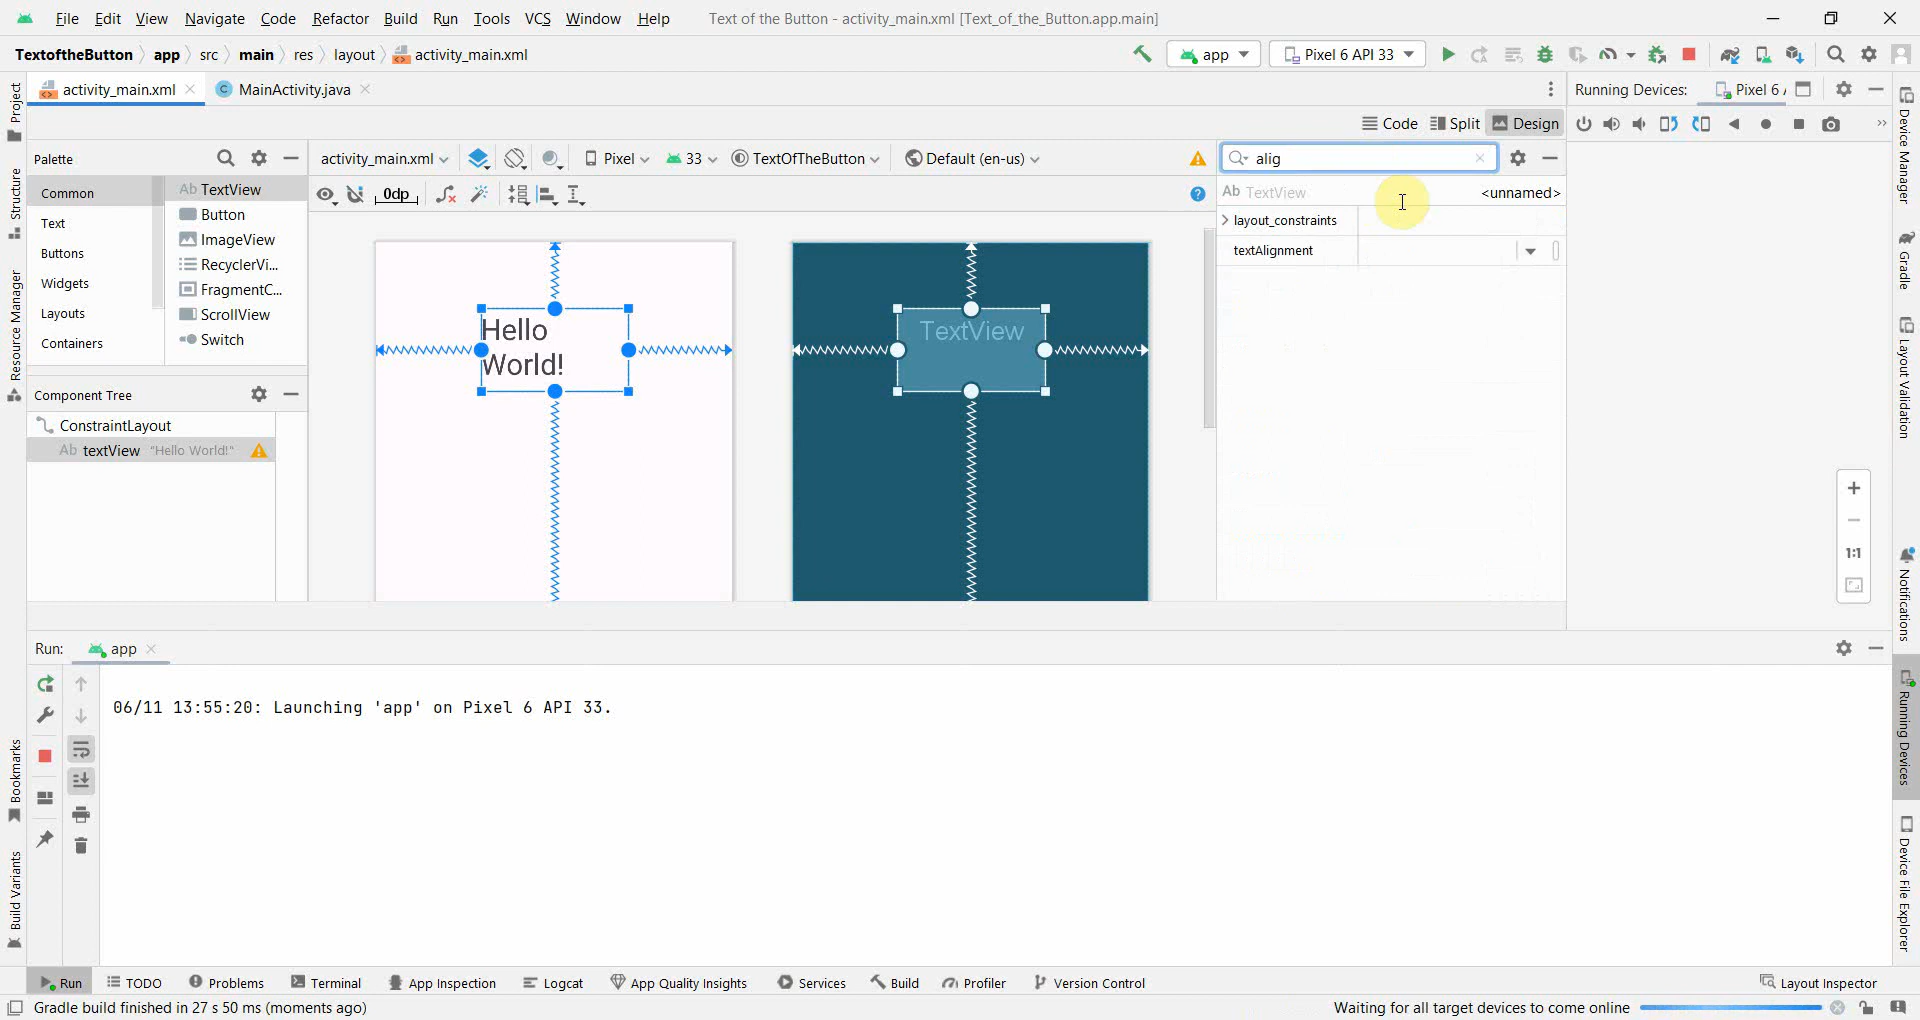 File Edit View Navigate Code Refactor Build Run Tools VCS Window Help Text of the Button - activity_main.xml [Text_of_the_Button.app.main]
TextoftheButton app src main res layout activity_main.xml app Pixel 6 API 33
activity_main.xml MainActivity.java Running Devices: Pixel 6
Code Split Design
Palette activity_main.xml Pixel 33 TextOfTheButton Default (en-us) alig
0dp
Ab TextView <unnamed>
Common
Text
Buttons
Widgets
Layouts
Containers
Ab TextView
Button
ImageView
RecyclerVi...
FragmentC...
ScrollView
Switch
layout_constraints
textAlignment
Hello
World!
TextView
Component Tree
ConstraintLayout
Ab textView "Hello World!"
1:1
Run: app
06/11 13:55:20: Launching 'app' on Pixel 6 API 33.
Project
Structure
Resource Manager
Bookmarks
Build Variants
Device Manager
Gradle
Layout Validation
Notifications
Running Devices
Device File Explorer
Run TODO Problems Terminal App Inspection Logcat App Quality Insights Services Build Profiler Version Control Layout Inspector
Gradle build finished in 27 s 50 ms (moments ago) Waiting for all target devices to come online